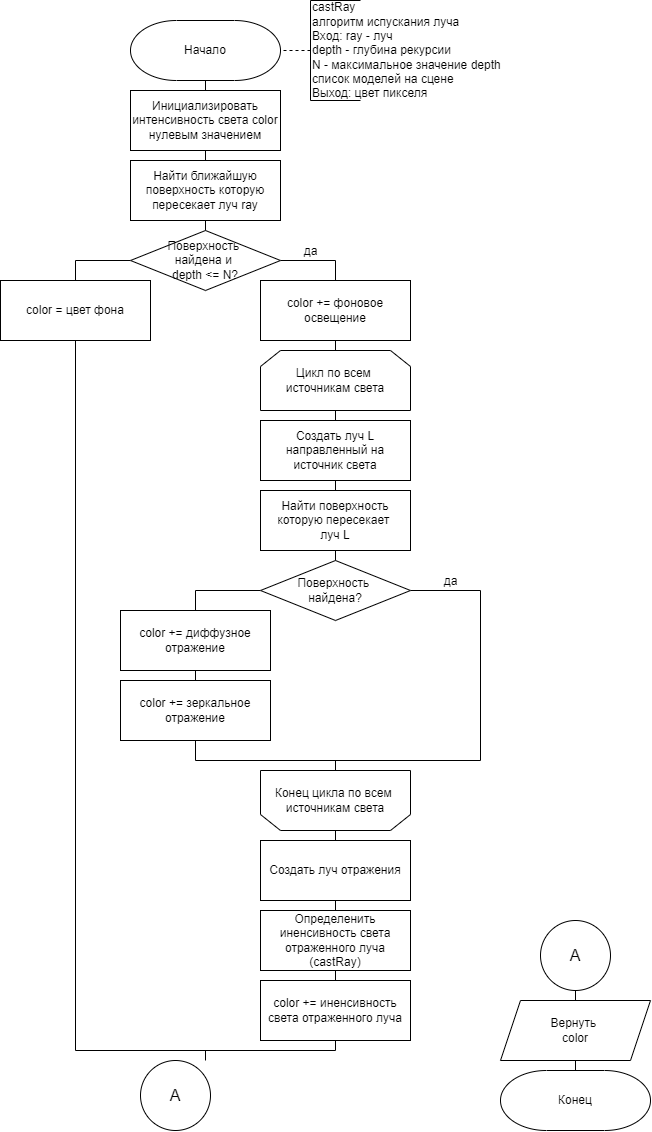 castRay
алгоритм испускания луча
Вход: ray - луч
depth - глубина рекурсии
N - максимальное значение depth
список моделей на сцене
Выход: цвет пикселя
Начало
Инициализировать
интенсивность света color
нулевым значением
Найти ближайшую
поверхность которую
пересекает луч ray
Поверхность
найдена и
depth <= N?
да
color = цвет фона
color += фоновое
освещение
Цикл по всем
источникам света
Создать луч L
направленный на
источник света
Найти поверхность
которую пересекает
луч L
Поверхность
найдена?
да
color += диффузное
отражение
color += зеркальное
отражение
Конец цикла по всем
источникам света
Создать луч отражения
Определенить
иненсивность света
отраженного луча
(castRay)
color += иненсивность
света отраженного луча
A
A
Вернуть
color
Конец